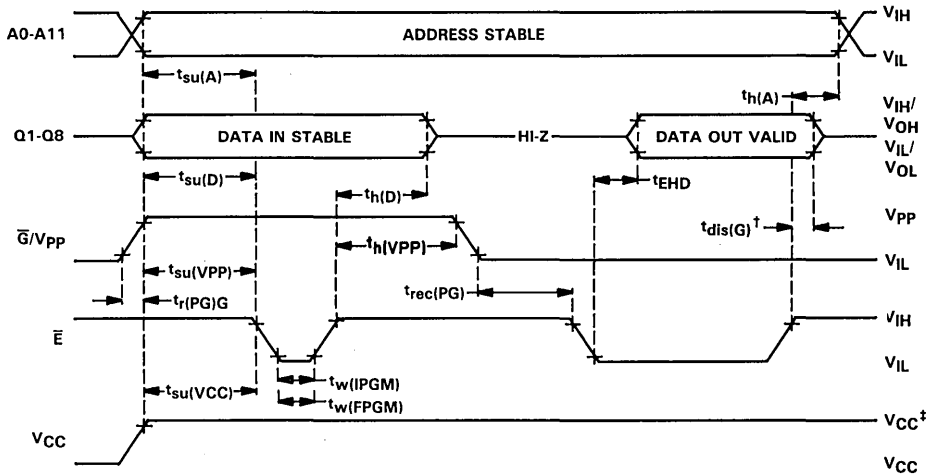 A0-A11
ADDRESS STABLE
VIH
VIL
tsu(A)
th(A)
Q1-Q8
DATA IN STABLE
HI-Z
DATA OUT VALID
VIH/
VOH
VIL/
VOL
tsu(D)
th(D)
tEHD
G̅/VPP
th(VPP)
tdis(G)†
VPP
VIL
tsu(VPP)
tr(PG)G
trec(PG)
E̅
VIH
VIL
tw(IPGM)
tw(FPGM)
tsu(VCC)
VCC
VCC‡
VCC